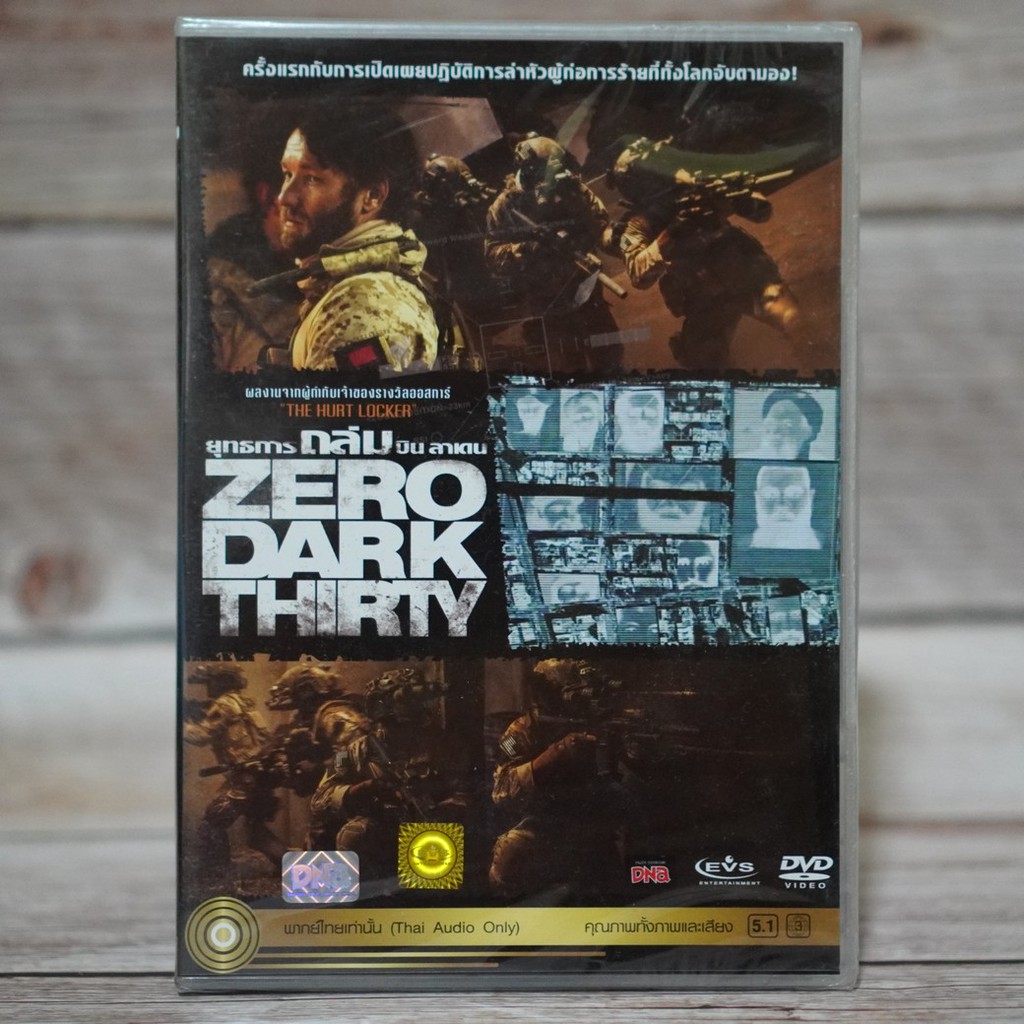 ครั้งแรกกับการเปิดเผยปฏิบัติการล่าหัวผู้ก่อการร้ายที่ทั้งโลกจับตามอง!
ผลงานจากผู้กำกับเจ้าของรางวัลออสการ์
"THE HURT LOCKER"
ยุทธการ ถล่ม บิน ลาเดน
ZERO
DARK
THIRTY
DNA
DNA
EVS
ENTERTAINMENT
DVD
VIDEO
พากย์ไทยเท่านั้น (Thai Audio Only)
คุณภาพทั้งภาพและเสียง 5.1 3